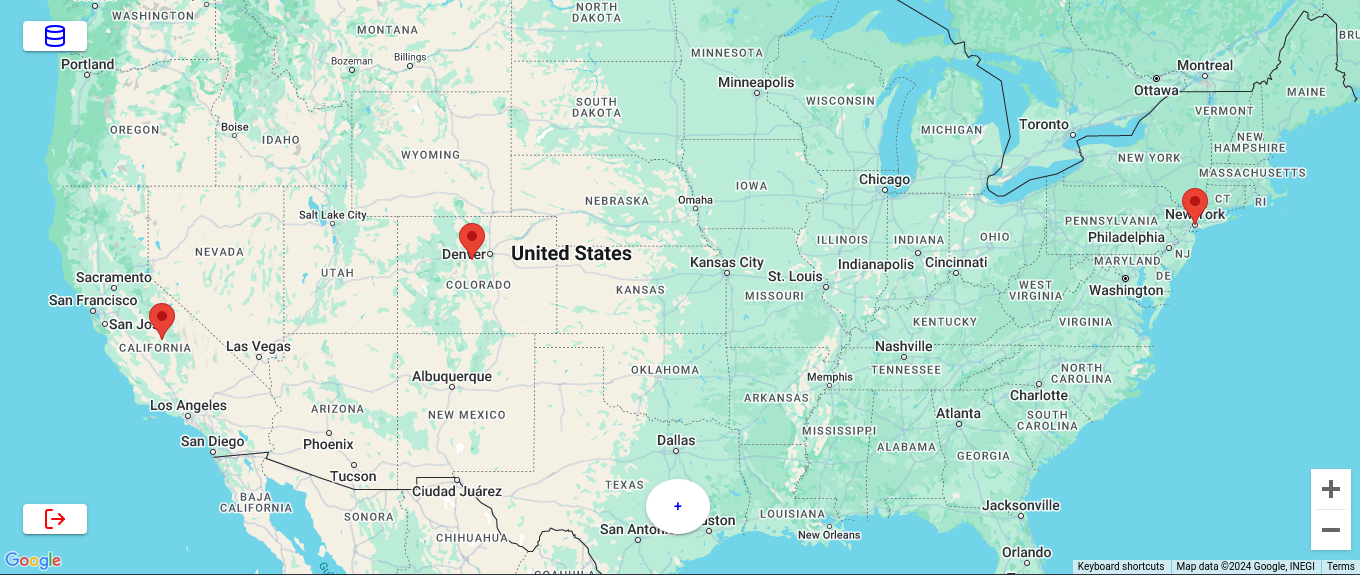 WASHINGTON
NORTH
DAKOTA
MONTANA
Portland
Bozeman
Billings
MINNESOTA
Minneapolis
Montreal
Ottawa
MAINE
SOUTH
DAKOTA
WISCONSIN
VERMONT
OREGON
Boise
IDAHO
MICHIGAN
Toronto
NEW
HAMPSHIRE
WYOMING
NEW YORK
MASSACHUSETTS
Chicago
IOWA
NEBRASKA
Omaha
CT
RI
Salt Lake City
New York
PENNSYLVANIA
NEVADA
Denver
United States
ILLINOIS
INDIANA
OHIO
Philadelphia
NJ
Kansas City
Indianapolis
Cincinnati
MARYLAND
UTAH
Sacramento
St. Louis
DE
COLORADO
KANSAS
MISSOURI
WEST
VIRGINIA
Washington
San Francisco
San Jo
KENTUCKY
VIRGINIA
CALIFORNIA
Las Vegas
Nashville
OKLAHOMA
TENNESSEE
NORTH
CAROLINA
Albuquerque
Memphis
Charlotte
Los Angeles
ARIZONA
NEW MEXICO
ARKANSAS
Atlanta
SOUTH
CAROLINA
San Diego
Phoenix
Dallas
MISSISSIPPI
ALABAMA
GEORGIA
Tucson
TEXAS
Ciudad Juárez
BAJA
CALIFORNIA
+
Jacksonville
SONORA
LOUISIANA
San Anton
uston
New Orleans
CHIHUAHUA
Orlando
Google
Keyboard shortcuts
Map data ©2024 Google, INEGI
Terms